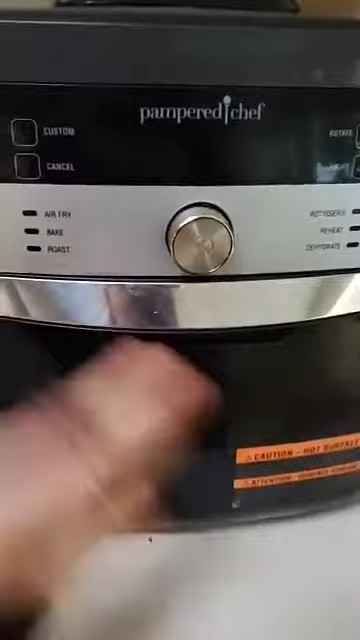 pampered chef
CUSTOM
ROTATE
CANCEL
AIR FRY
ROTISSERIE
BAKE
REHEAT
ROAST
DEHYDRATE
CAUTION - HOT SURFACE
ATTENTION